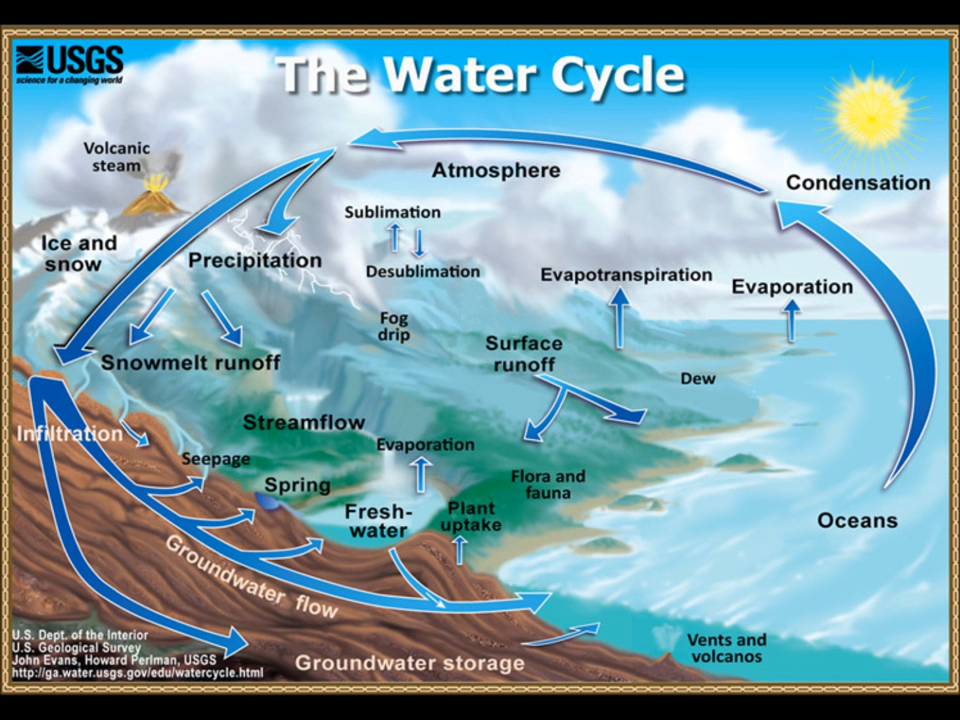 USGS
science for a changing world
The Water Cycle
Volcanic
steam
Atmosphere
Condensation
Sublimation
Ice and
snow
Precipitation
Desublimation
Evapotranspiration
Evaporation
Fog
drip
Surface
runoff
Snowmelt runoff
Dew
Streamflow
Infiltration
Evaporation
Seepage
Spring
Flora and
fauna
Fresh-
water
Plant
uptake
Oceans
Groundwater flow
U.S. Dept. of the Interior
U.S. Geological Survey
John Evans, Howard Perlman, USGS
http://ga.water.usgs.gov/edu/watercycle.html
Groundwater storage
Vents and
volcanos